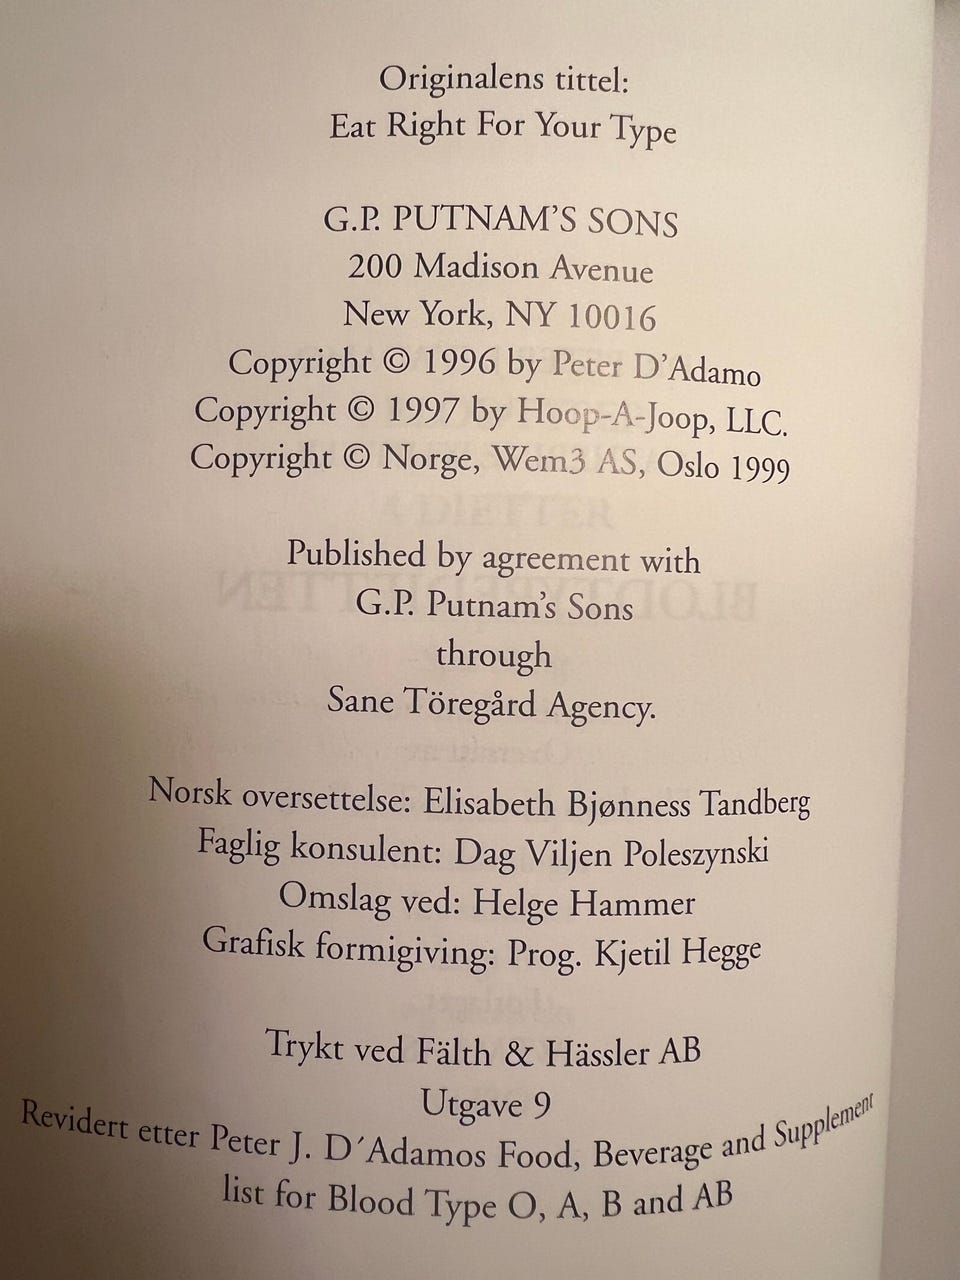 Originalens tittel:
Eat Right For Your Type
G.P. PUTNAM'S SONS
200 Madison Avenue
New York, NY 10016
Copyright © 1996 by Peter D'Adamo
Copyright © 1997 by Hoop-A-Joop, LLC.
Copyright © Norge, Wem3 AS, Oslo 1999
Published by agreement with
G.P. Putnam's Sons
through
Sane Töregård Agency.
Norsk oversettelse: Elisabeth Bjønness Tandberg
Faglig konsulent: Dag Viljen Poleszynski
Omslag ved: Helge Hammer
Grafisk formigiving: Prog. Kjetil Hegge
Trykt ved Fälth & Hässler AB
Utgave 9
Revidert etter Peter J. D´Adamos Food, Beverage and Supplement
list for Blood Type O, A, B and AB